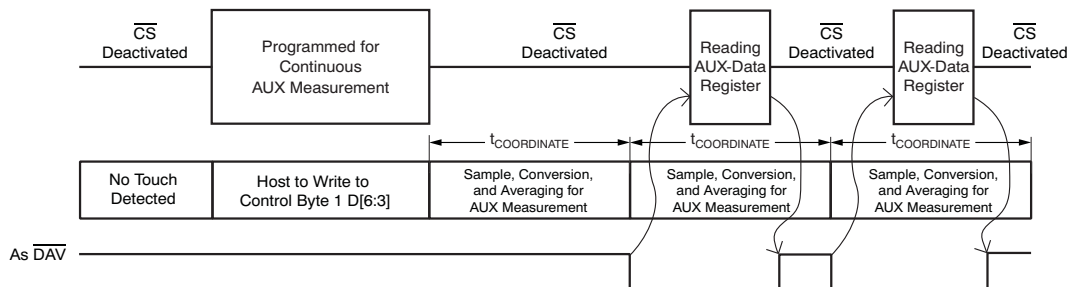 CS
Deactivated
Programmed for
Continuous
AUX Measurement
CS
Deactivated
Reading
AUX-Data
Register
CS
Deactivated
Reading
AUX-Data
Register
CS
Deactivated
tCOORDINATE
tCOORDINATE
tCOORDINATE
No Touch
Detected
Host to Write to
Control Byte 1 D[6:3]
Sample, Conversion,
and Averaging for
AUX Measurement
Sample, Conversion,
and Averaging for
AUX Measurement
Sample, Conversion,
and Averaging for
AUX Measurement
As DAV